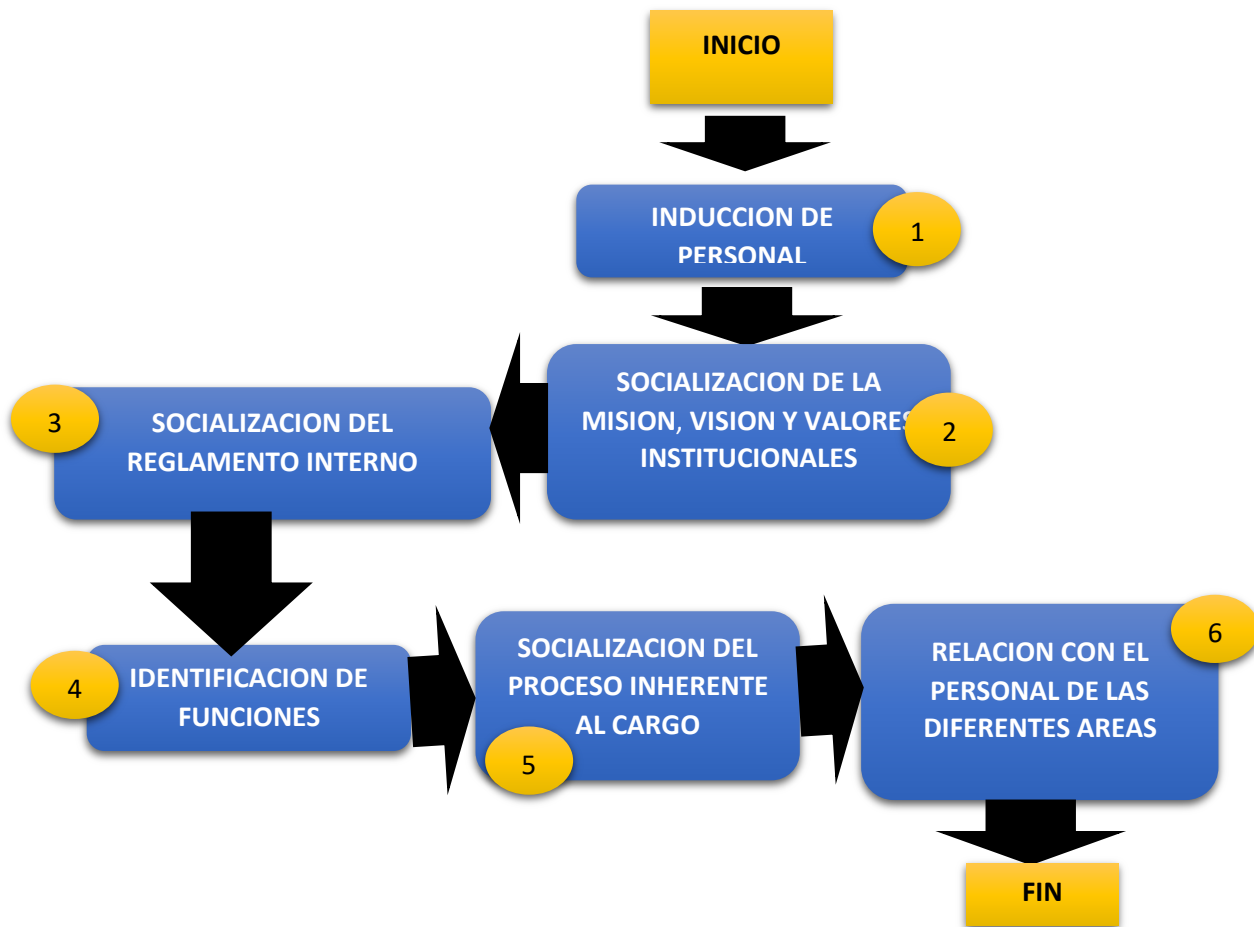 INICIO
INDUCCION DE
PERSONAL
1
SOCIALIZACION DE LA
MISION, VISION Y VALORES
INSTITUCIONALES
2
3
SOCIALIZACION DEL
REGLAMENTO INTERNO
4
IDENTIFICACION DE
FUNCIONES
SOCIALIZACION DEL
PROCESO INHERENTE
AL CARGO
5
6
RELACION CON EL
PERSONAL DE LAS
DIFERENTES AREAS
FIN